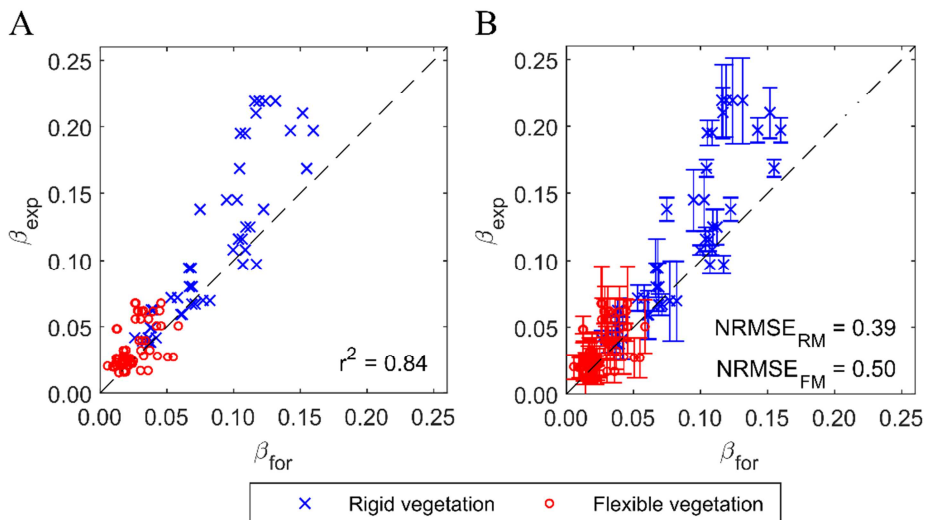 A
B
0.25
0.20
0.15
0.10
0.05
0.00
βexp
0.00 0.05 0.10 0.15 0.20 0.25
βfor
r² = 0.84
0.25
0.20
0.15
0.10
0.05
0.00
βexp
0.00 0.05 0.10 0.15 0.20 0.25
βfor
NRMSE_RM = 0.39
NRMSE_FM = 0.50
Rigid vegetation Flexible vegetation